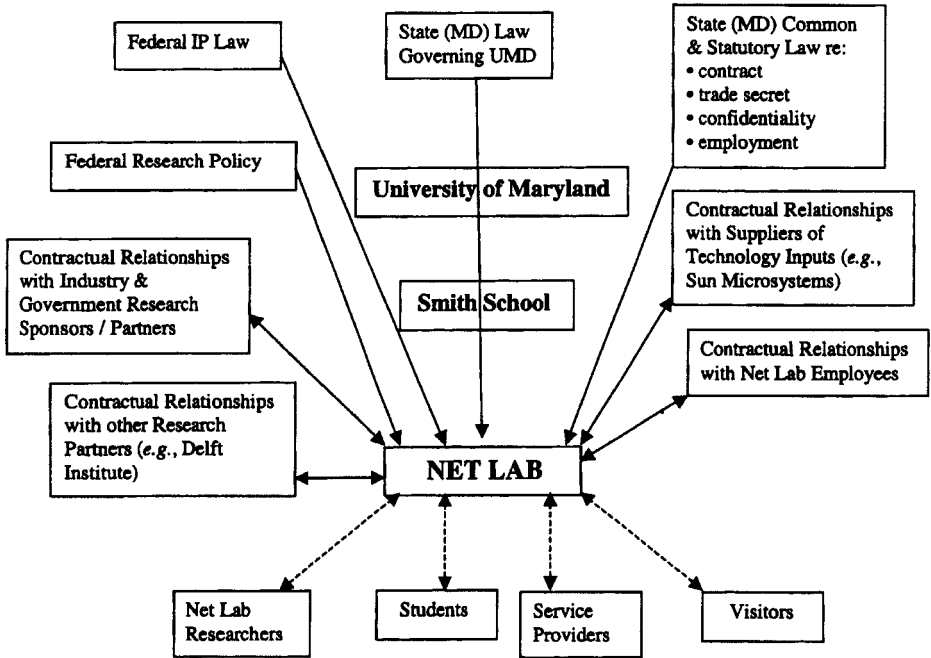 Federal IP Law
State (MD) Law
Governing UMD
State (MD) Common
& Statutory Law re:
• contract
• trade secret
• confidentiality
• employment
Federal Research Policy
University of Maryland
Contractual Relationships
with Suppliers of
Technology Inputs (e.g.,
Sun Microsystems)
Contractual Relationships
with Industry &
Government Research
Sponsors / Partners
Smith School
Contractual Relationships
with Net Lab Employees
Contractual Relationships
with other Research
Partners (e.g., Delft
Institute)
NET LAB
Net Lab
Researchers
Students
Service
Providers
Visitors